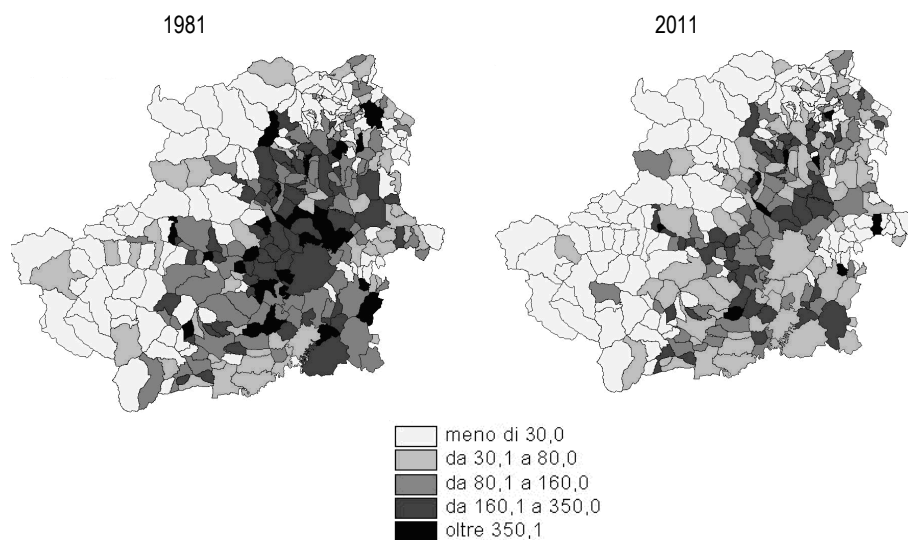 1981
2011
meno di 30,0
da 30,1 a 80,0
da 80,1 a 160,0
da 160,1 a 350,0
oltre 350,1